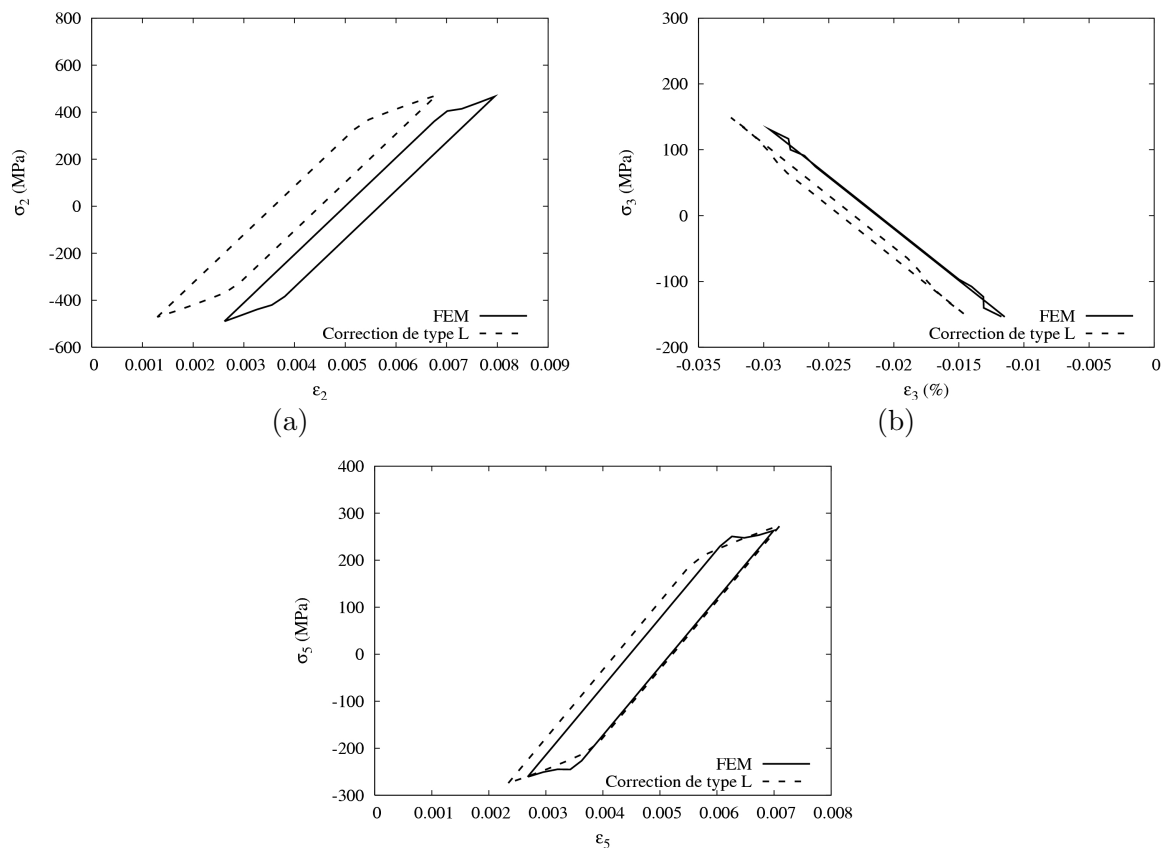 800
600
400
200
0
-200
-400
-600
σ2 (MPa)
FEM
Correction de type L
0 0.001 0.002 0.003 0.004 0.005 0.006 0.007 0.008 0.009
ε2
(a)
300
200
100
0
-100
-200
σ3 (MPa)
FEM
Correction de type L
-0.035 -0.03 -0.025 -0.02 -0.015 -0.01 -0.005 0
ε3 (%)
(b)
400
300
200
100
0
-100
-200
-300
σ5 (MPa)
FEM
Correction de type L
0 0.001 0.002 0.003 0.004 0.005 0.006 0.007 0.008
ε5